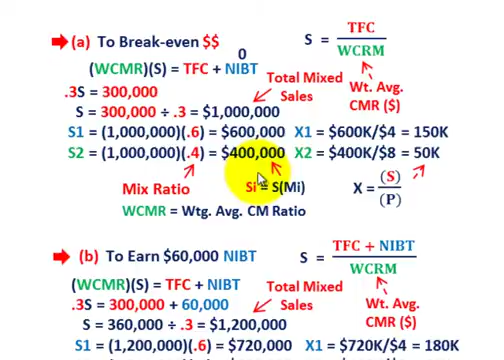 (a) To Break-even $$
S = TFC / WCRM
0
(WCMR)(S) = TFC + NIBT
Total Mixed Sales
Wt. Avg. CMR ($)
.3S = 300,000
S = 300,000 ÷ .3 = $1,000,000
S1 = (1,000,000)(.6) = $600,000 X1 = $600K/$4 = 150K
S2 = (1,000,000)(.4) = $400,000 X2 = $400K/$8 = 50K
Mix Ratio
Si = S(Mi)
X = (S) / (P)
WCMR = Wtg. Avg. CM Ratio
(b) To Earn $60,000 NIBT
S = TFC + NIBT / WCRM
(WCMR)(S) = TFC + NIBT
Total Mixed Sales
Wt. Avg. CMR ($)
.3S = 300,000 + 60,000
S = 360,000 ÷ .3 = $1,200,000
S1 = (1,200,000)(.6) = $720,000 X1 = $720K/$4 = 180K